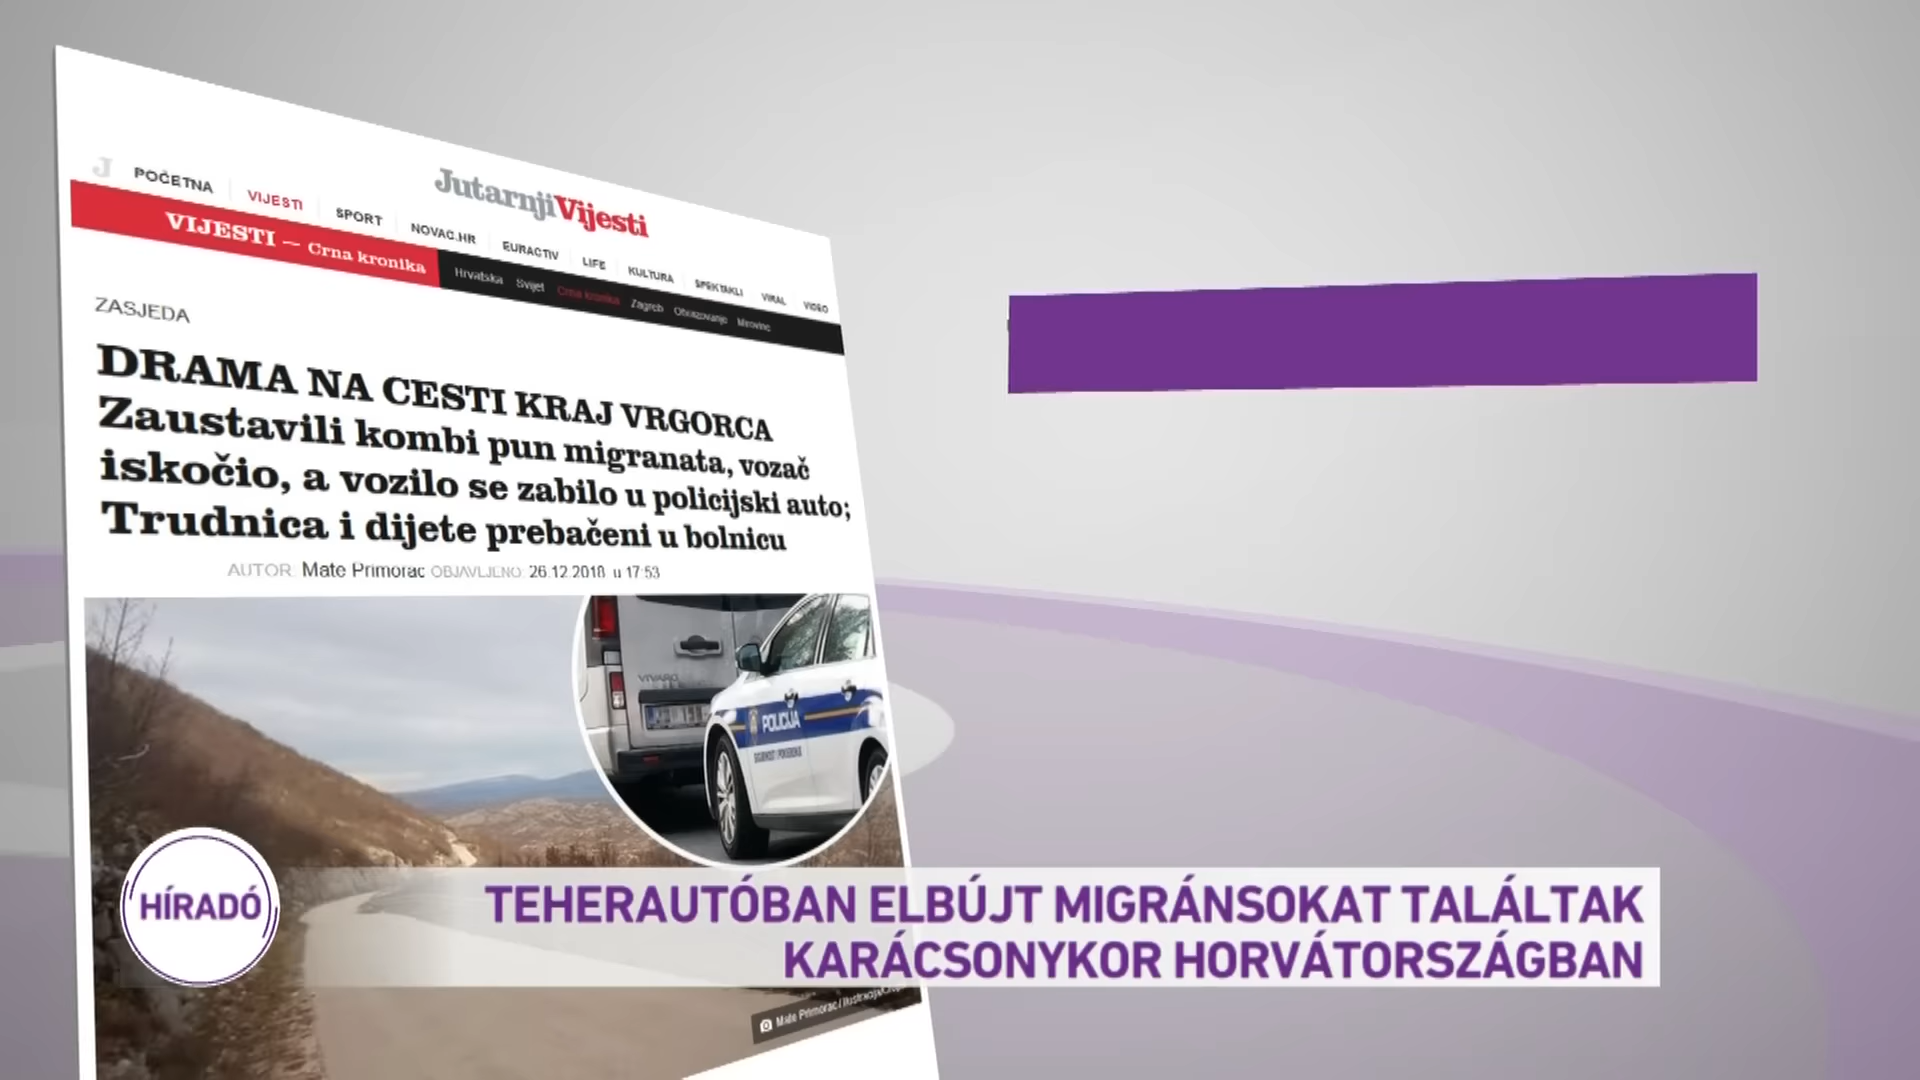 JutarnjiVijesti
J POČETNA VIJESTI SPORT NOVAC.HR EURACTIV LIFE KULTURA SPEKTAKLI VIRAL VIDEO
VIJESTI — Crna kronika Hrvatska Svijet Crna kronika Zagreb Obrazovanje Mirovine
ZASJEDA
DRAMA NA CESTI KRAJ VRGORCA
Zaustavili kombi pun migranata, vozač
iskočio, a vozilo se zabilo u policijski auto;
Trudnica i dijete prebačeni u bolnicu
AUTOR: Mate Primorac OBJAVLJENO: 26.12.2018. u 17:53
VIVARO
POLICIJA
HÍRADÓ
TEHERAUTÓBAN ELBÚJT MIGRÁNSOKAT TALÁLTAK
KARÁCSONYKOR HORVÁTORSZÁGBAN
Mate Primorac/